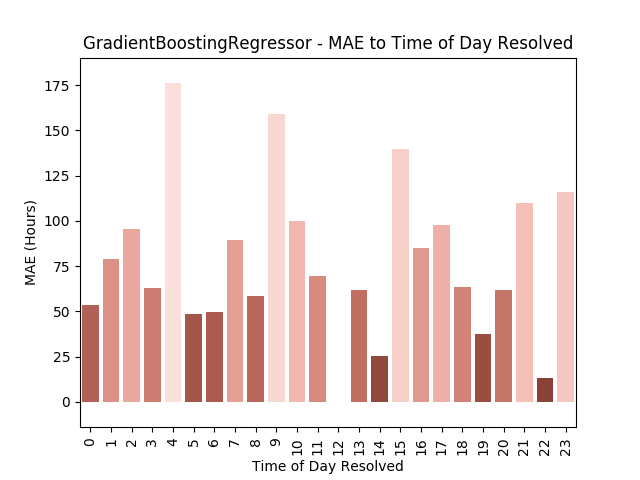 GradientBoostingRegressor - MAE to Time of Day Resolved
175
150
125
100
75
50
25
0
MAE (Hours)
0 1 2 3 4 5 6 7 8 9 10 11 12 13 14 15 16 17 18 19 20 21 22 23
Time of Day Resolved